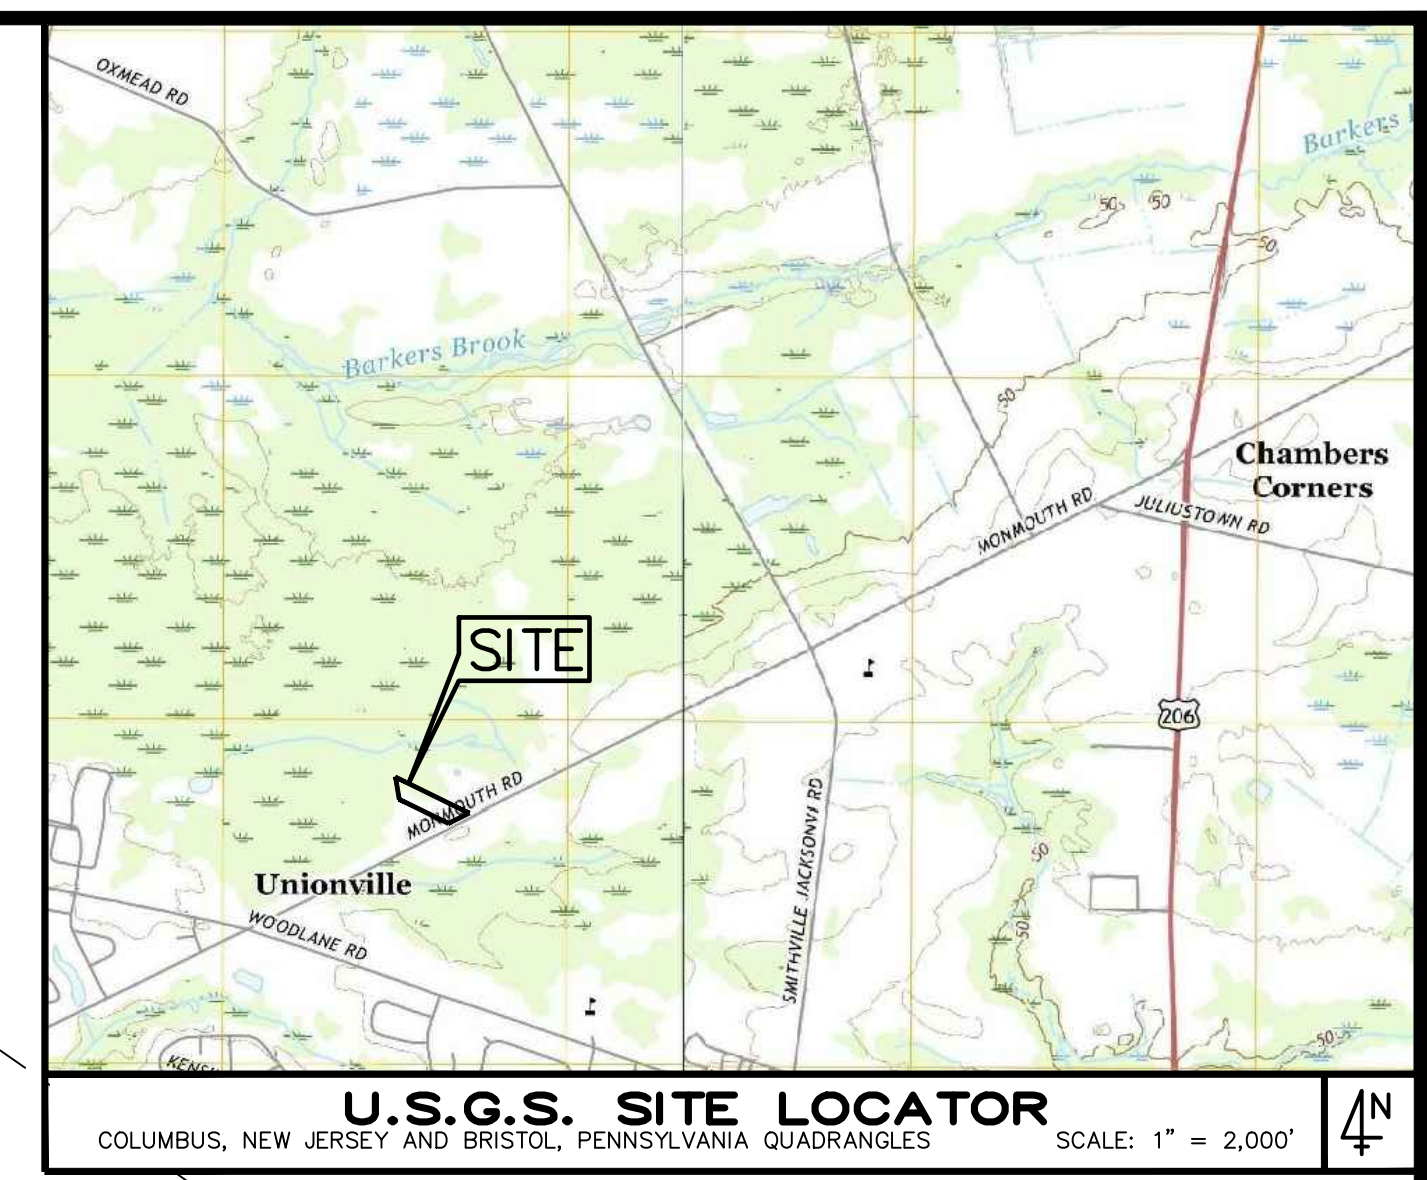 OXMEAD RD
Barkers
50
50
50
Barkers Brook
50
Chambers
Corners
MONMOUTH RD
JULIUSTOWN RD
SITE
206
MONMOUTH RD
SMITHVILLE JACKSONVI RD
50
Unionville
WOODLANE RD
50
50
U.S.G.S. SITE LOCATOR
COLUMBUS, NEW JERSEY AND BRISTOL, PENNSYLVANIA QUADRANGLES
SCALE: 1" = 2,000'
N